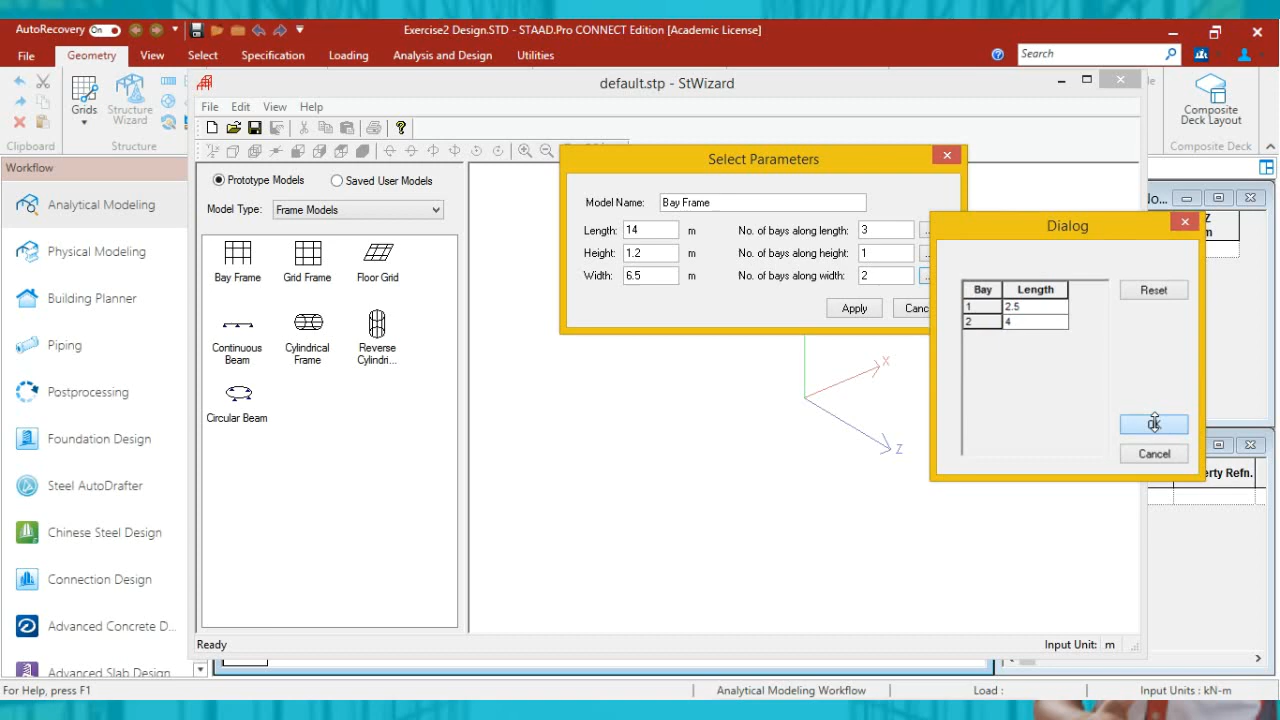 AutoRecovery On Exercise2 Design.STD - STAAD.Pro CONNECT Edition [Academic License]
File Geometry View Select Specification Loading Analysis and Design Utilities Search
Grids
Structure
Wizard
Clipboard Structure
Composite
Deck Layout
Composite Deck
Workflow
Analytical Modeling
Physical Modeling
Building Planner
Piping
Postprocessing
Foundation Design
Steel AutoDrafter
Chinese Steel Design
Connection Design
Advanced Concrete D...
Advanced Slab Design
default.stp - StWizard
File Edit View Help
Prototype Models Saved User Models
Model Type: Frame Models
Bay Frame Grid Frame Floor Grid
Continuous
Beam
Cylindrical
Frame
Reverse
Cylindri...
Circular Beam
Select Parameters
Model Name: Bay Frame
Length: 14 m No. of bays along length: 3 ...
Height: 1.2 m No. of bays along height: 1 ...
Width: 6.5 m No. of bays along width: 2 ...
Apply Canc
X
Z
Dialog
Bay Length
1 2.5
2 4
Reset
OK
Cancel
No...
Z
m
erty Refn.
Ready Input Unit: m
For Help, press F1 Analytical Modeling Workflow Load : Input Units : kN-m